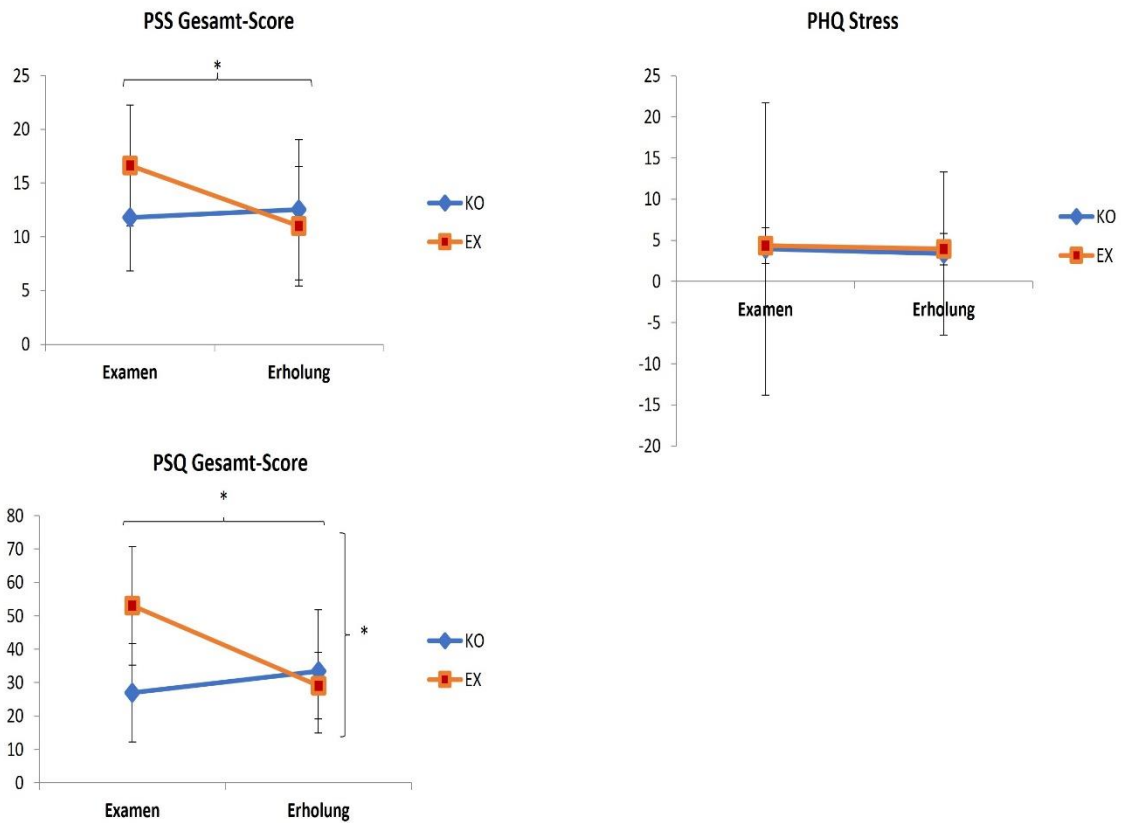 PSS Gesamt-Score
*
25
20
15
10
5
0
Examen
Erholung
KO
EX
PHQ Stress
25
20
15
10
5
0
-5
-10
-15
-20
Examen
Erholung
KO
EX
PSQ Gesamt-Score
*
80
70
60
50
40
30
20
10
0
*
Examen
Erholung
KO
EX